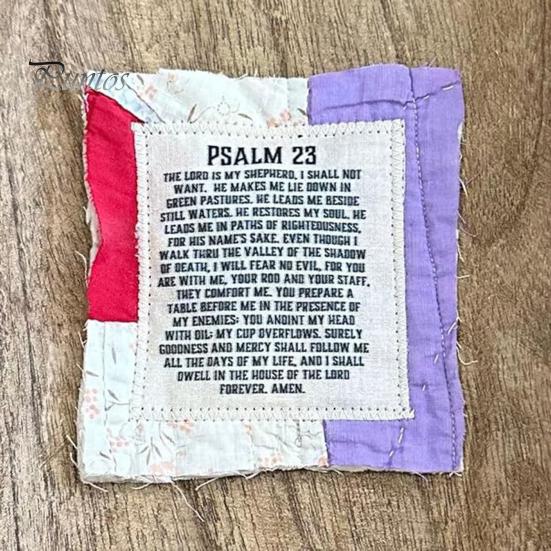 Runtos
PSALM 23
THE LORD IS MY SHEPHERD, I SHALL NOT
WANT. HE MAKES ME LIE DOWN IN
GREEN PASTURES. HE LEADS ME BESIDE
STILL WATERS. HE RESTORES MY SOUL. HE
LEADS ME IN PATHS OF RIGHTEOUSNESS,
FOR HIS NAME'S SAKE. EVEN THOUGH I
WALK THRU THE VALLEY OF THE SHADOW
OF DEATH, I WILL FEAR NO EVIL, FOR YOU
ARE WITH ME, YOUR ROD AND YOUR STAFF,
THEY COMFORT ME. YOU PREPARE A
TABLE BEFORE ME IN THE PRESENCE OF
MY ENEMIES; YOU ANOINT MY HEAD
WITH OIL; MY CUP OVERFLOWS. SURELY
GOODNESS AND MERCY SHALL FOLLOW ME
ALL THE DAYS OF MY LIFE, AND I SHALL
DWELL IN THE HOUSE OF THE LORD
FOREVER. AMEN.